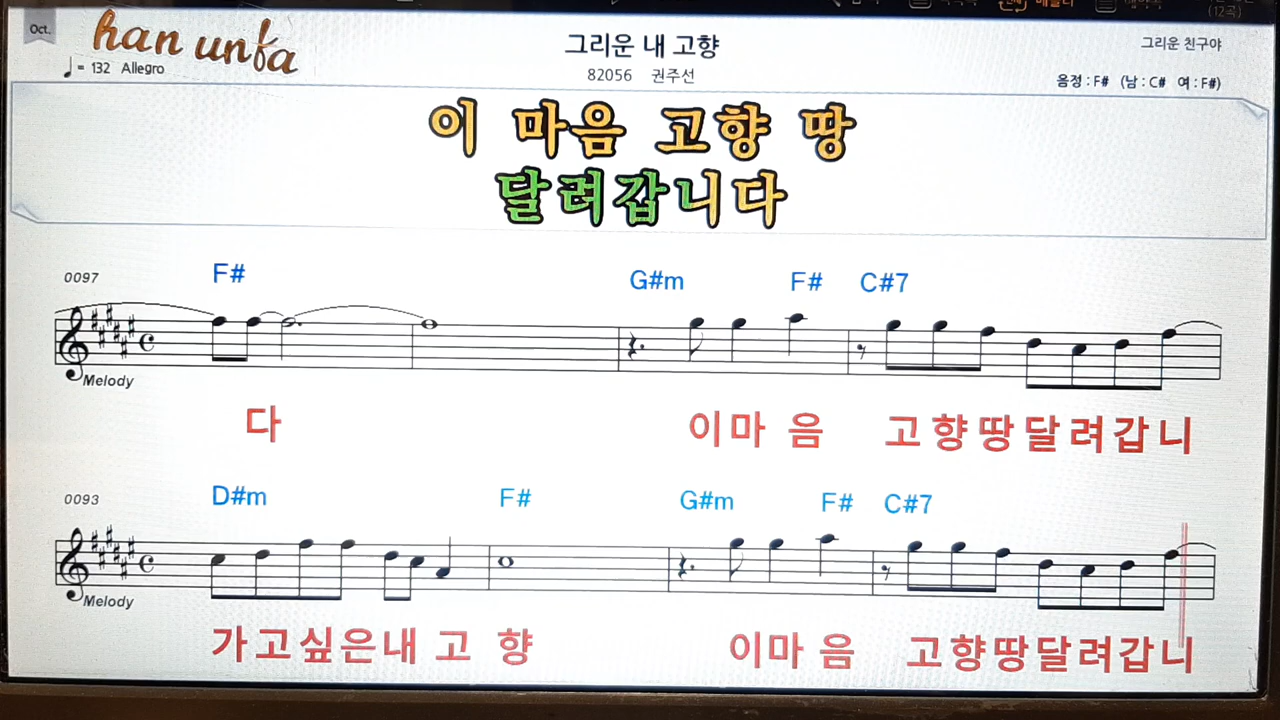 (12곡)
Oct.
han unfa
그리운 내 고향
그리운 친구야
♩ = 132 Allegro
82056 권주선
음정 : F# (남 : C# 여 : F#)
이 마음 고향 땅
달려갑니다
0097 F# G#m F# C#7
Melody
다 이마 음 고향땅달려갑니
0093 D#m F# G#m F# C#7
Melody
가고싶은내 고 향 이마 음 고향땅달려갑니